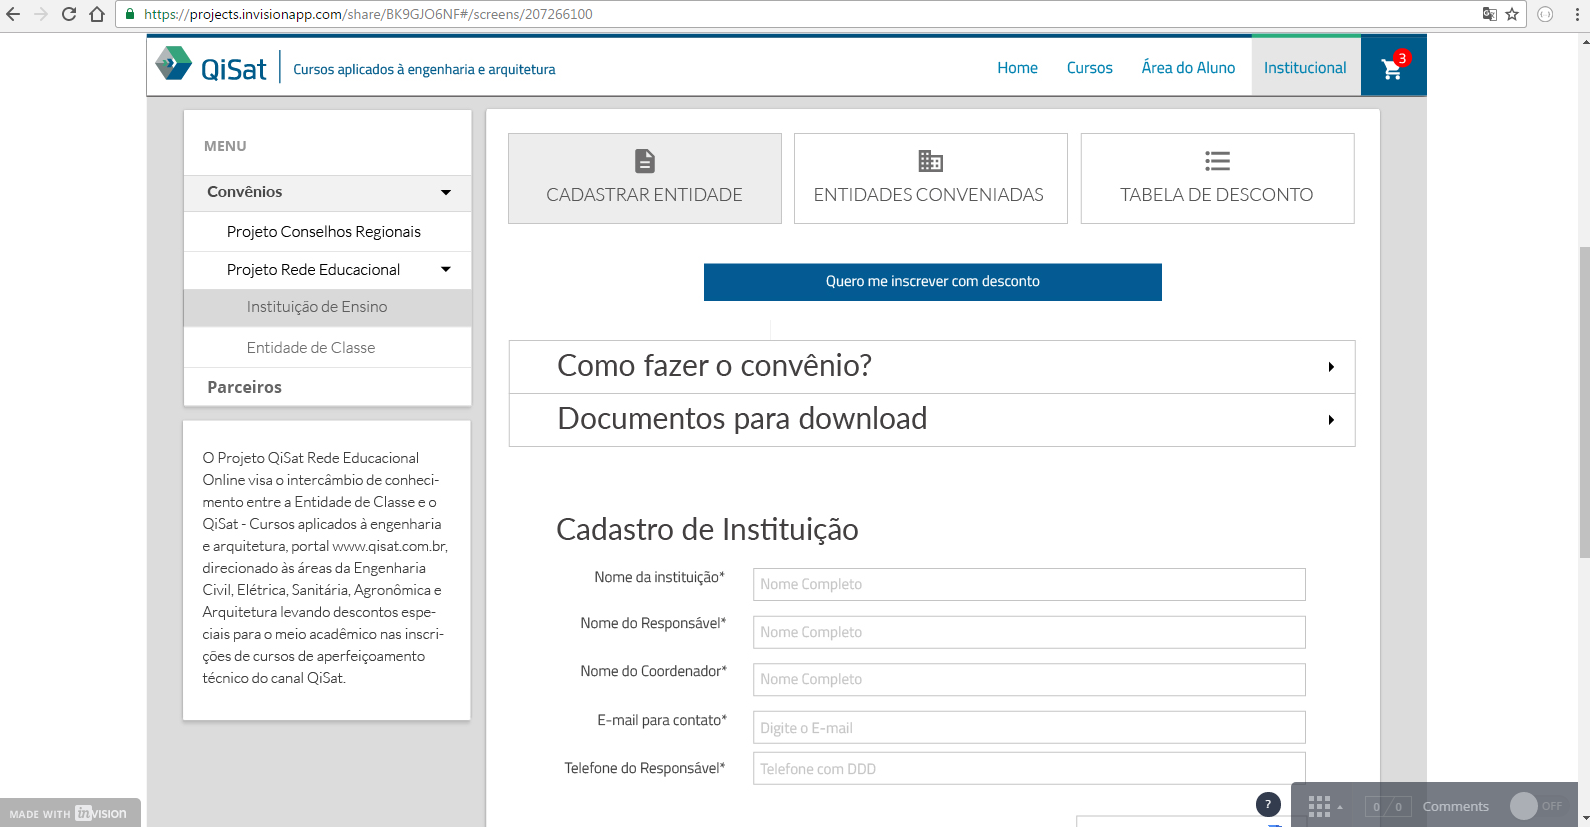 https://projects.invisionapp.com/share/BK9GJO6NF#/screens/207266100
QiSat
Cursos aplicados à engenharia e arquitetura
Home
Cursos
Área do Aluno
Institucional
3
MENU
Convênios
Projeto Conselhos Regionais
Projeto Rede Educacional
Instituição de Ensino
Entidade de Classe
Parceiros
O Projeto QiSat Rede Educacional
Online visa o intercâmbio de conheci-
mento entre a Entidade de Classe e o
QiSat - Cursos aplicados à engenharia
e arquitetura, portal www.qisat.com.br,
direcionado às áreas da Engenharia
Civil, Elétrica, Sanitária, Agronômica e
Arquitetura levando descontos espe-
ciais para o meio acadêmico nas inscri-
ções de cursos de aperfeiçoamento
técnico do canal QiSat.
CADASTRAR ENTIDADE
ENTIDADES CONVENIADAS
TABELA DE DESCONTO
Quero me inscrever com desconto
Como fazer o convênio?
Documentos para download
Cadastro de Instituição
Nome da instituição*
Nome Completo
Nome do Responsável*
Nome Completo
Nome do Coordenador*
Nome Completo
E-mail para contato*
Digite o E-mail
Telefone do Responsável*
Telefone com DDD
MADE WITH invision
?
0 / 0
Comments
OFF